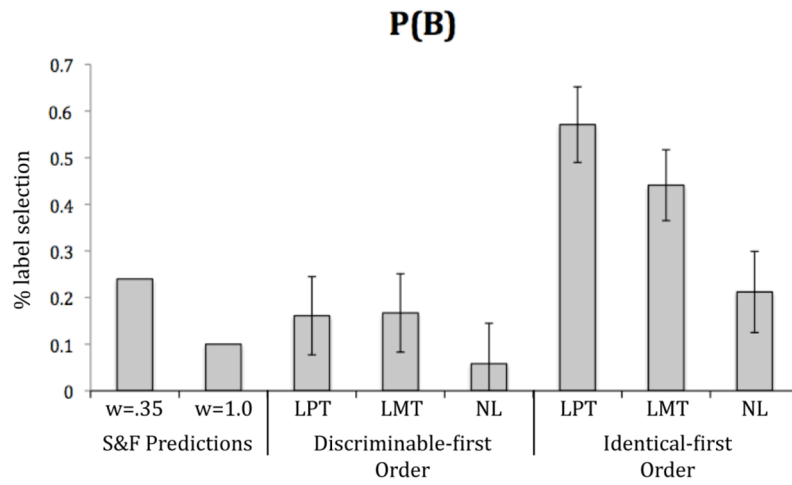 P(B)
% label selection
0.7
0.6
0.5
0.4
0.3
0.2
0.1
0
w=.35 w=1.0 LPT LMT NL LPT LMT NL
S&F Predictions Discriminable-first Identical-first
Order Order